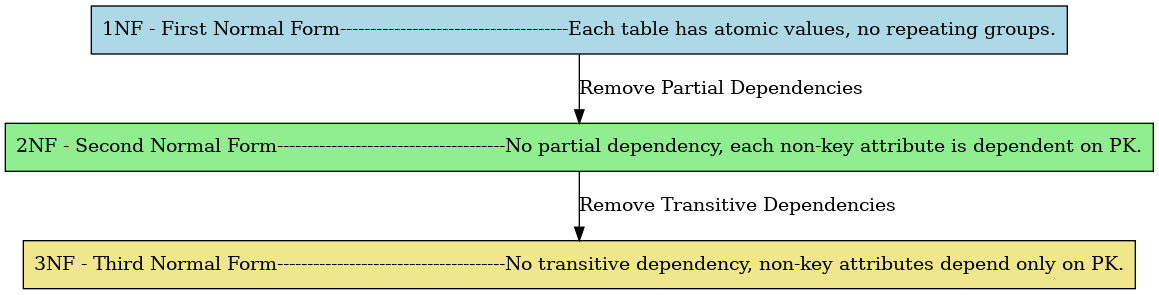 1NF - First Normal Form--------------------------------------Each table has atomic values, no repeating groups.
Remove Partial Dependencies
2NF - Second Normal Form--------------------------------------No partial dependency, each non-key attribute is dependent on PK.
Remove Transitive Dependencies
3NF - Third Normal Form--------------------------------------No transitive dependency, non-key attributes depend only on PK.